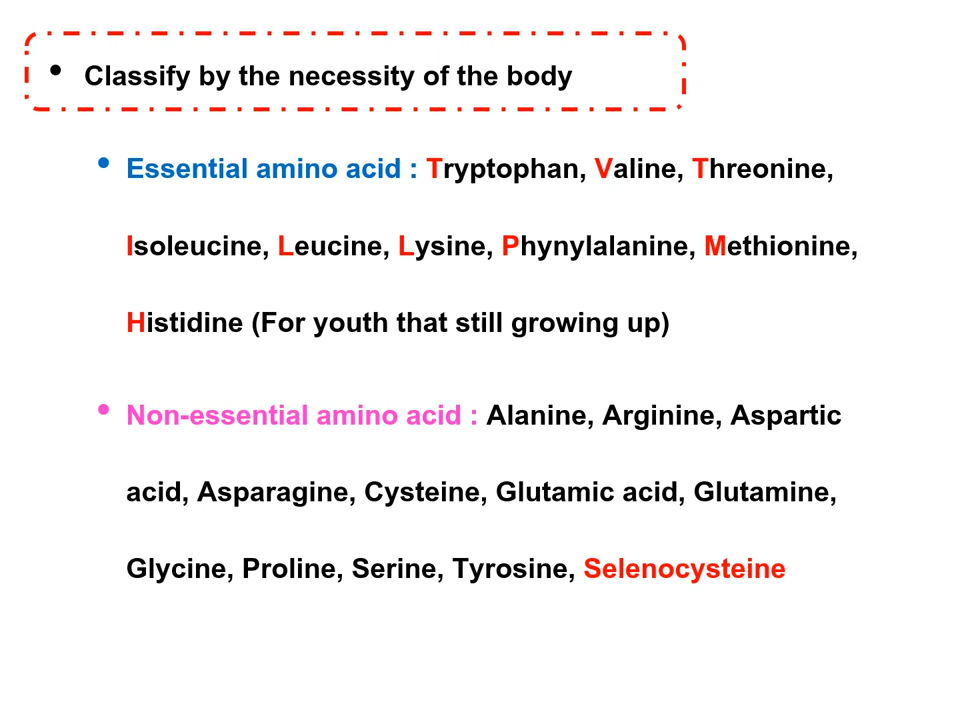 • Classify by the necessity of the body
• Essential amino acid : Tryptophan, Valine, Threonine,
Isoleucine, Leucine, Lysine, Phynylalanine, Methionine,
Histidine (For youth that still growing up)
• Non-essential amino acid : Alanine, Arginine, Aspartic
acid, Asparagine, Cysteine, Glutamic acid, Glutamine,
Glycine, Proline, Serine, Tyrosine, Selenocysteine